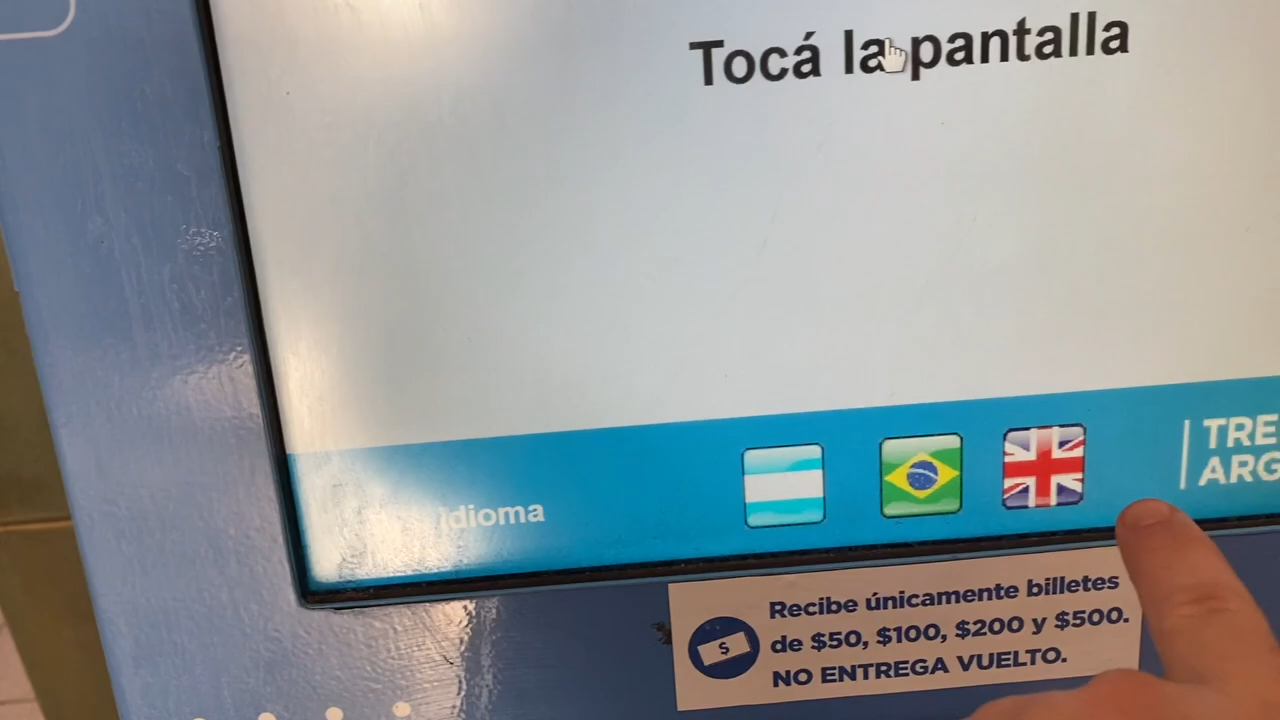 Tocá la pantalla
idioma
TRE
ARG
Recibe únicamente billetes
de $50, $100, $200 y $500.
NO ENTREGA VUELTO.